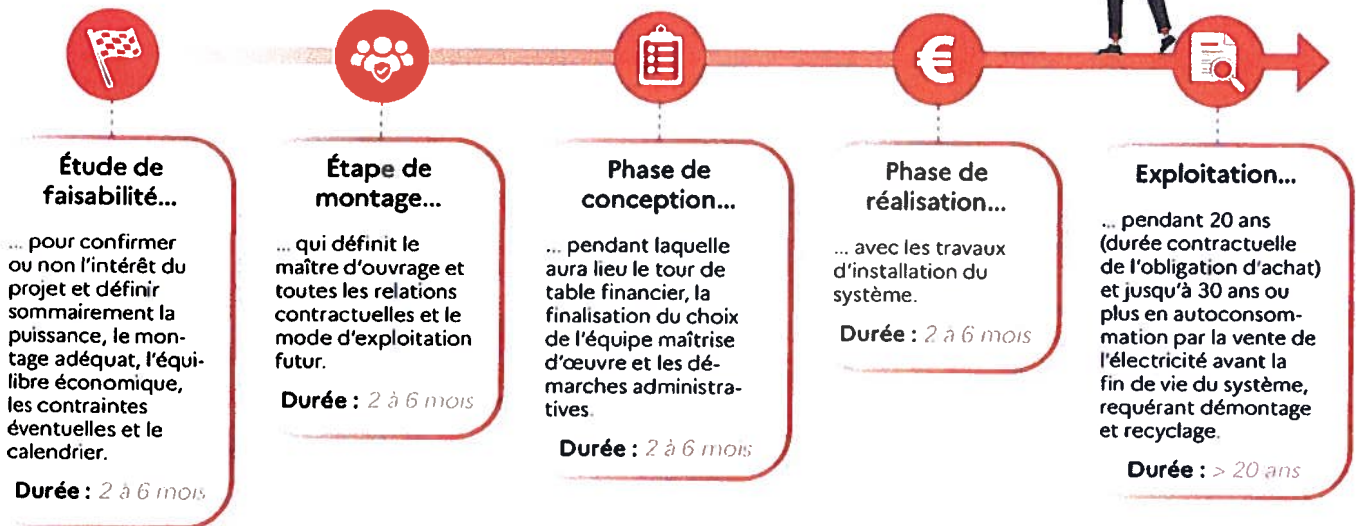 Étude de
faisabilité...
... pour confirmer
ou non l'intérêt du
projet et définir
sommairement la
puissance, le mon-
tage adéquat, l'équi-
libre économique,
les contraintes
éventuelles et le
calendrier.
Durée : 2 à 6 mois
Étape de
montage...
... qui définit le
maître d'ouvrage et
toutes les relations
contractuelles et le
mode d'exploitation
futur.
Durée : 2 à 6 mois
Phase de
conception...
... pendant laquelle
aura lieu le tour de
table financier, la
finalisation du choix
de l'équipe maîtrise
d'œuvre et les dé-
marches administra-
tives.
Durée : 2 à 6 mois
€
Phase de
réalisation...
... avec les travaux
d'installation du
système.
Durée : 2 à 6 mois
Exploitation...
... pendant 20 ans
(durée contractuelle
de l'obligation d'achat)
et jusqu'à 30 ans ou
plus en autoconsom-
mation par la vente de
l'électricité avant la
fin de vie du système,
requérant démontage
et recyclage.
Durée : > 20 ans